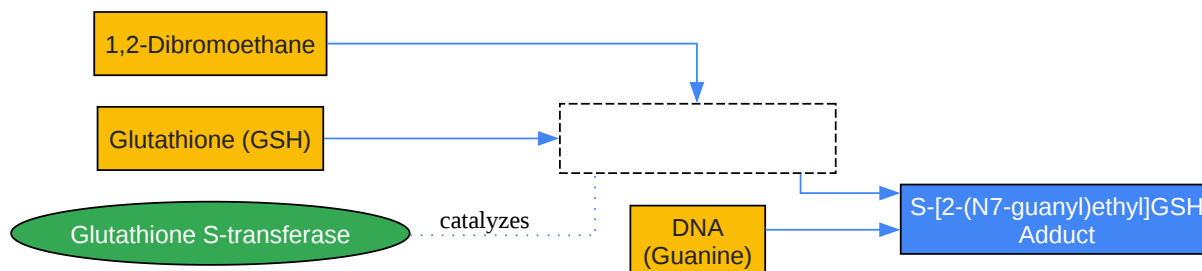 1,2-Dibromoethane
Glutathione (GSH)
Glutathione S-transferase
catalyzes
DNA
(Guanine)
S-[2-(N7-guanyl)ethyl]GSH
Adduct